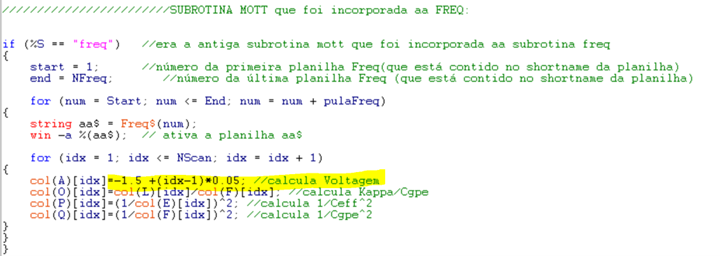 ////////////////////////SUBROTINA MOTT que foi incorporada aa FREQ:
if (%S == "freq") //era a antiga subrotina mott que foi incorporada aa subrotina freq
{
start = 1; //número da primeira planilha Freq(que está contido no shortname da planilha)
end = NFreq; //número da última planilha Freq (que está contido no shortname da planilha)
for (num = Start; num <= End; num = num + pulaFreq)
{
string aa$ = Freq$(num);
win -a %(aa$); // ativa a planilha aa$
for (idx = 1; idx <= NScan; idx = idx + 1)
{
col(A)[idx]=-1.5 +(idx-1)*0.05; //calcula Voltagem
col(O)[idx]=col(L)[idx]/col(F)[idx]; //calcula Kappa/Cgpe
col(P)[idx]=(1/col(E)[idx])^2; //calcula 1/Ceff^2
col(Q)[idx]=(1/col(F)[idx])^2; //calcula 1/Cgpe^2
}
}
}